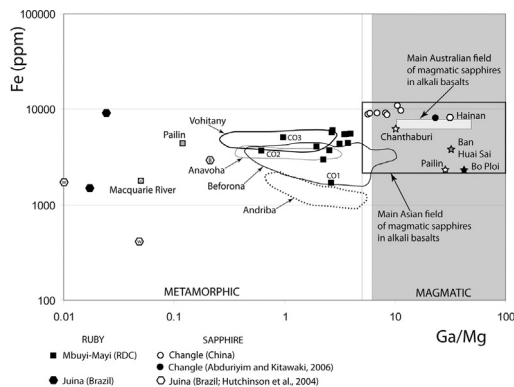 Fe (ppm)
100000
10000
1000
100
Main Australian field
of magmatic sapphires
in alkali basalts
Vohitany
Pailin
CO3
Hainan
Chanthaburi
CO2
Anavoha
Ban
Huai Sai
Beforona
CO1
Pailin
Bo Ploi
Macquarie River
Andriba
Main Asian field
of magmatic sapphires
in alkali basalts
METAMORPHIC
MAGMATIC
0.01
0.1
1
10
100
Ga/Mg
RUBY
SAPPHIRE
Mbuyi-Mayi (RDC)
Changle (China)
Changle (Abduriyim and Kitawaki, 2006)
Juina (Brazil)
Juina (Brazil; Hutchinson et al., 2004)